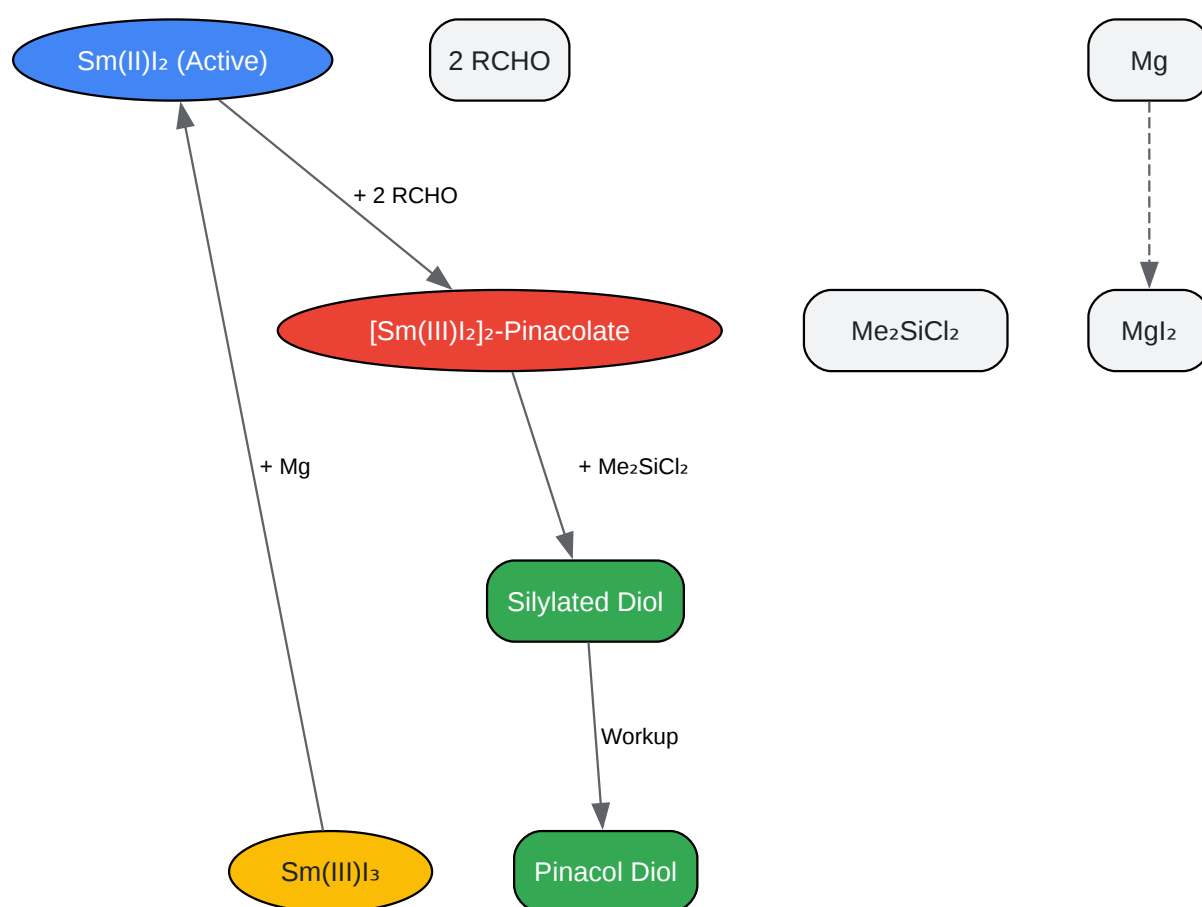 Sm(II)I₂ (Active)
2 RCHO
Mg
+ 2 RCHO
[Sm(III)I₂]₂-Pinacolate
Me₂SiCl₂
MgI₂
+ Mg
+ Me₂SiCl₂
Silylated Diol
Workup
Sm(III)I₃
Pinacol Diol